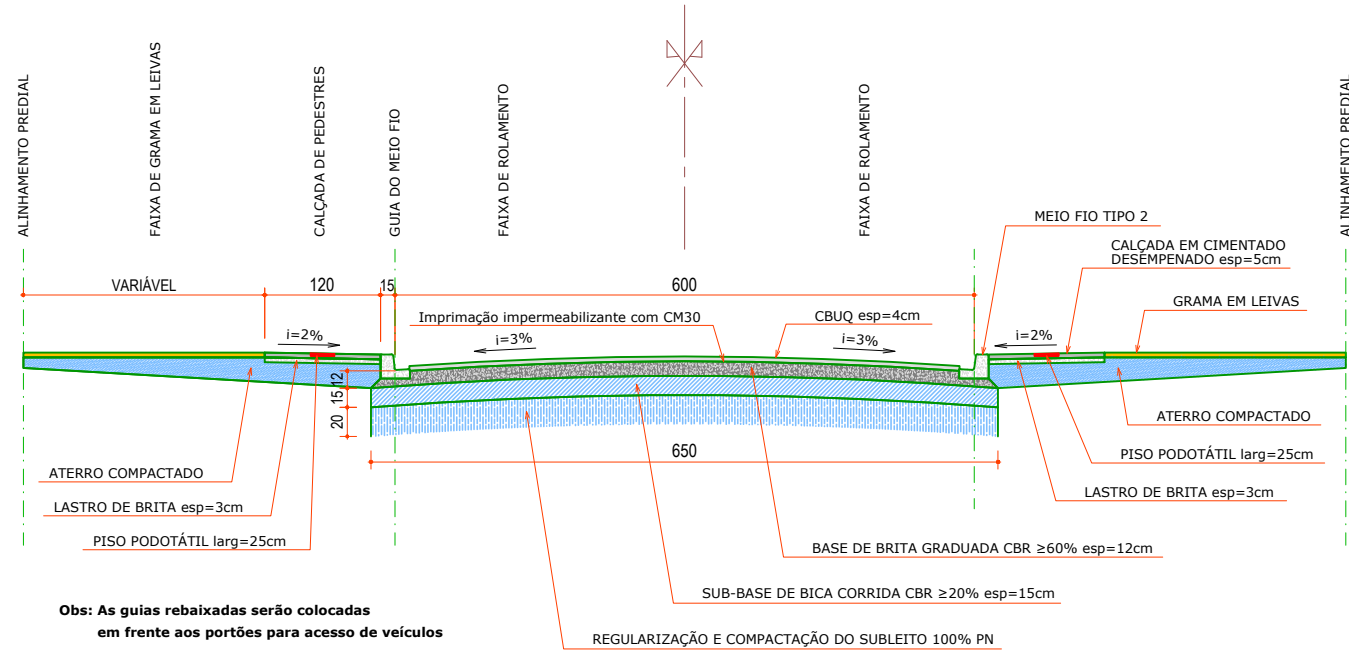 ALINHAMENTO PREDIAL
FAIXA DE GRAMA EM LEIVAS
CALÇADA DE PEDESTRES
GUIA DO MEIO FIO
FAIXA DE ROLAMENTO
FAIXA DE ROLAMENTO
ALINHAMENTO PREDIAL
MEIO FIO TIPO 2
CALÇADA EM CIMENTADO
DESEMPENADO esp=5cm
VARIÁVEL
120
15
600
GRAMA EM LEIVAS
Imprimação impermeabilizante com CM30
CBUQ esp=4cm
i=2%
i=3%
i=3%
i=2%
12
15
20
ATERRO COMPACTADO
650
PISO PODOTÁTIL larg=25cm
ATERRO COMPACTADO
LASTRO DE BRITA esp=3cm
LASTRO DE BRITA esp=3cm
PISO PODOTÁTIL larg=25cm
BASE DE BRITA GRADUADA CBR ≥60% esp=12cm
SUB-BASE DE BICA CORRIDA CBR ≥20% esp=15cm
Obs: As guias rebaixadas serão colocadas
em frente aos portões para acesso de veículos
REGULARIZAÇÃO E COMPACTAÇÃO DO SUBLEITO 100% PN